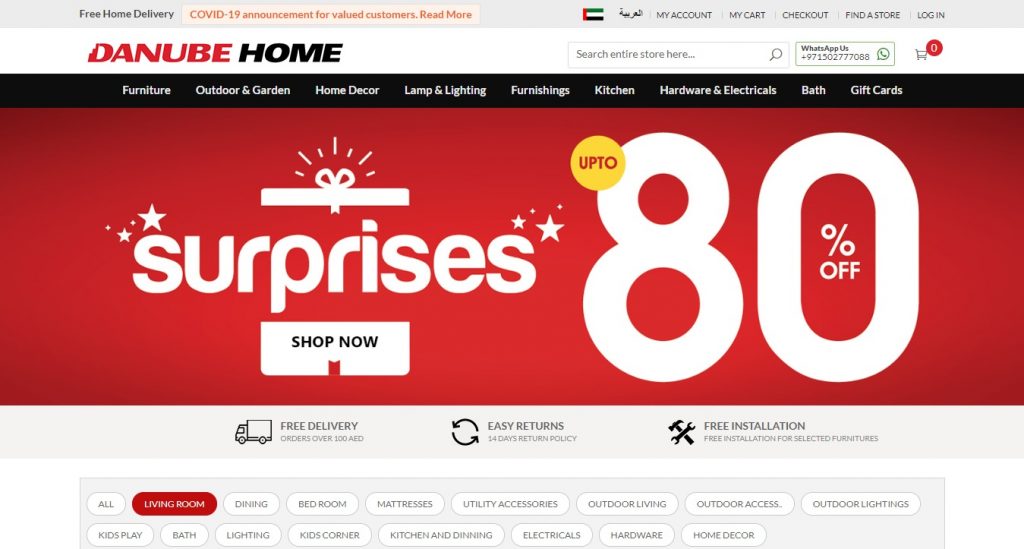 Free Home Delivery COVID-19 announcement for valued customers. Read More العربية MY ACCOUNT MY CART CHECKOUT FIND A STORE LOG IN
DANUBE HOME Search entire store here... WhatsApp Us +971502777088 0
Furniture Outdoor & Garden Home Decor Lamp & Lighting Furnishings Kitchen Hardware & Electricals Bath Gift Cards
UPTO
surprises 80 % OFF
SHOP NOW
FREE DELIVERY EASY RETURNS FREE INSTALLATION
ORDERS OVER 100 AED 14 DAYS RETURN POLICY FREE INSTALLATION FOR SELECTED FURNITURES
ALL LIVING ROOM DINING BED ROOM MATTRESSES UTILITY ACCESSORIES OUTDOOR LIVING OUTDOOR ACCESS.. OUTDOOR LIGHTINGS
KIDS PLAY BATH LIGHTING KIDS CORNER KITCHEN AND DINNING ELECTRICALS HARDWARE HOME DECOR